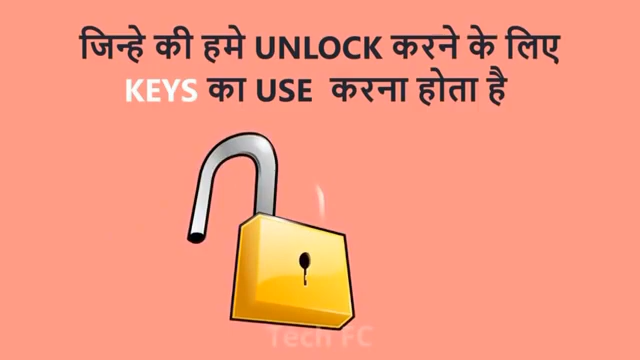 जिन्हे की हमे UNLOCK करने के लिए
KEYS का USE करना होता है
Tech FC